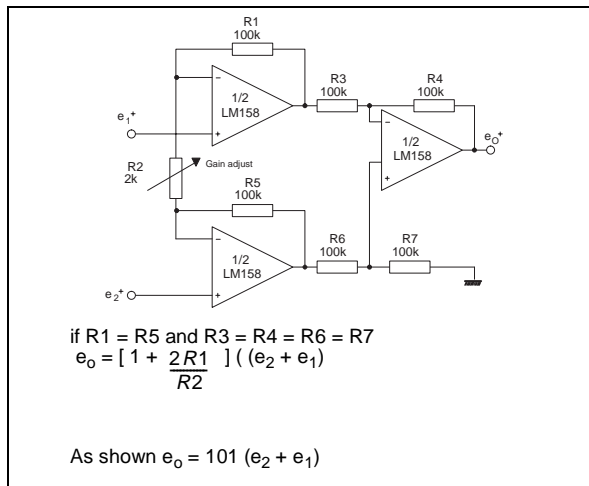 R1
100k
R3
100k
R4
100k
1/2
LM158
e1+
eO+
1/2
LM158
R2
2k
Gain adjust
R5
100k
R6
100k
R7
100k
1/2
LM158
e2+
if R1 = R5 and R3 = R4 = R6 = R7
eo = [ 1 + 2R1/R2 ] ( (e2 + e1)
As shown eo = 101 (e2 + e1)